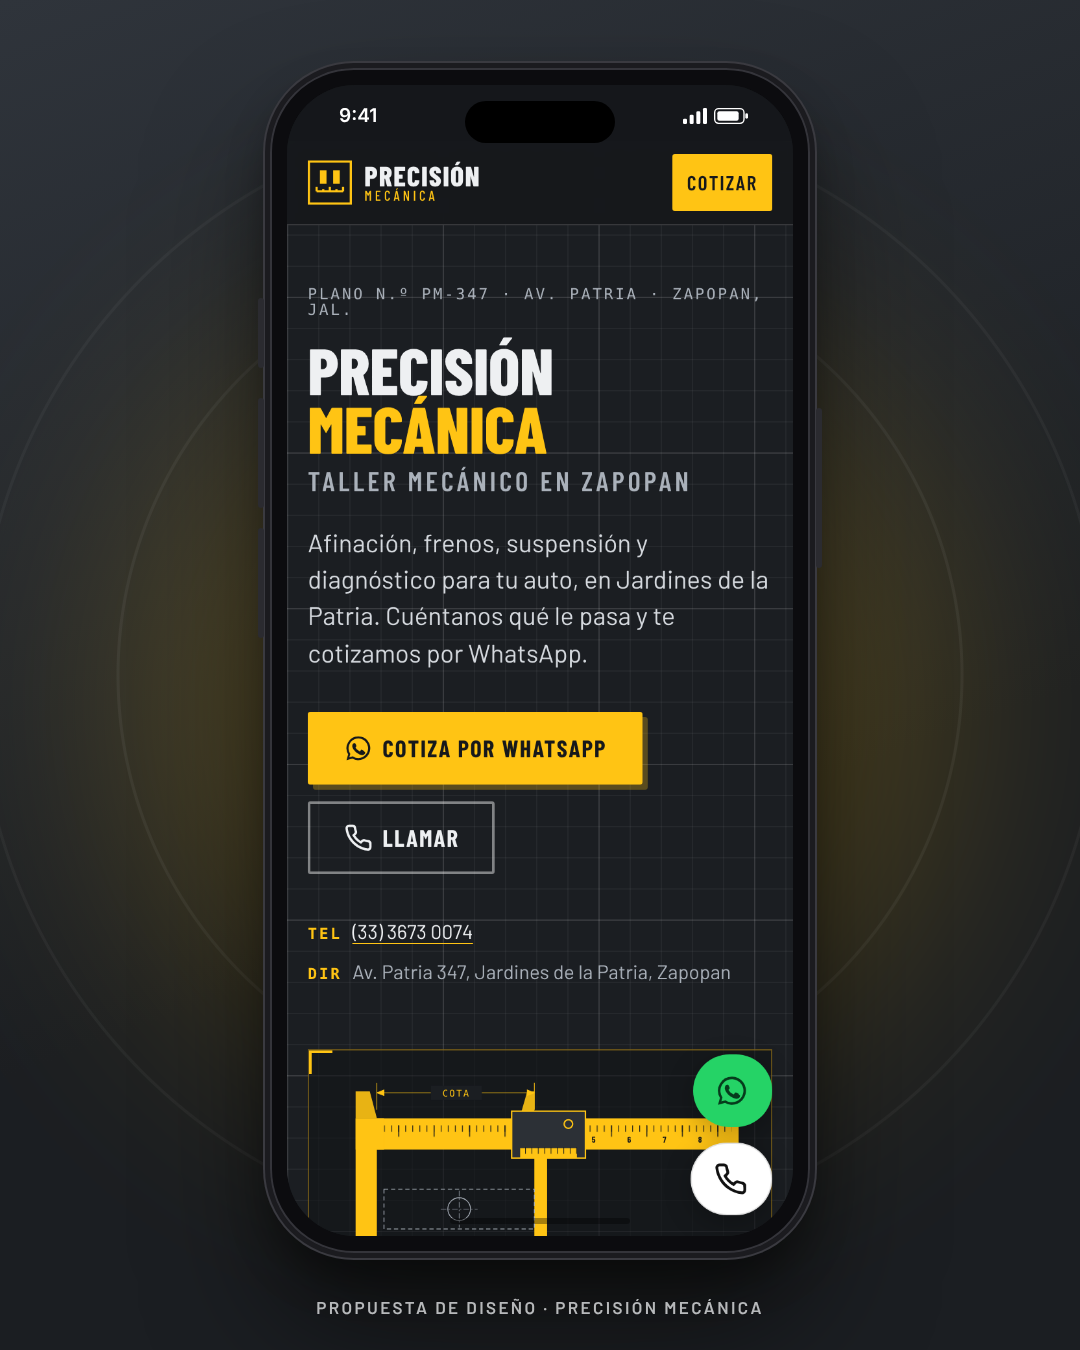 9:41
PRECISIÓN
MECÁNICA
COTIZAR
PLANO N.º PM-347 · AV. PATRIA · ZAPOPAN,
JAL.
PRECISIÓN
MECÁNICA
TALLER MECÁNICO EN ZAPOPAN
Afinación, frenos, suspensión y
diagnóstico para tu auto, en Jardines de la
Patria. Cuéntanos qué le pasa y te
cotizamos por WhatsApp.
COTIZA POR WHATSAPP
LLAMAR
TEL (33) 3673 0074
DIR Av. Patria 347, Jardines de la Patria, Zapopan
COTA
5 6 7 8
PROPUESTA DE DISEÑO · PRECISIÓN MECÁNICA